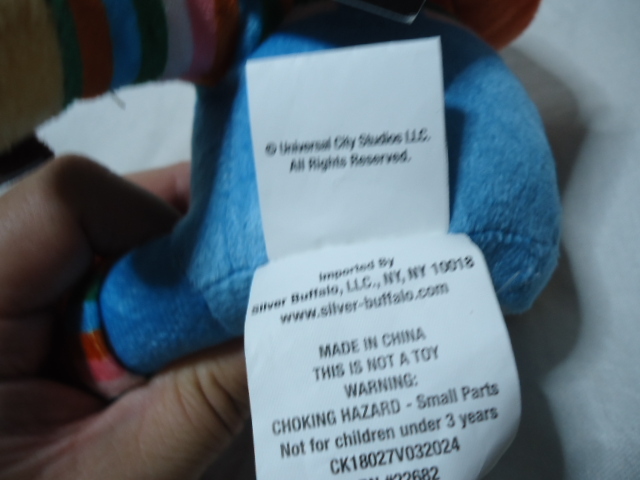 © Universal City Studios LLC.
All Rights Reserved.
Imported By
Silver Buffalo, LLC., NY, NY 10018
www.silver-buffalo.com
MADE IN CHINA
THIS IS NOT A TOY
WARNING:
CHOKING HAZARD - Small Parts
Not for children under 3 years
CK18027V032024